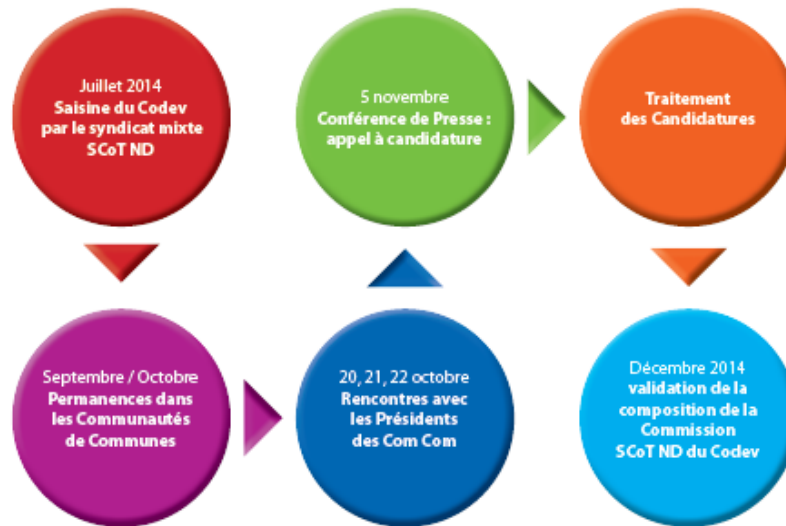 Juillet 2014
Saisine du Codev
par le syndicat mixte
SCoT ND
Septembre / Octobre
Permanences dans
les Communautés
de Communes
20, 21, 22 octobre
Rencontres avec
les Présidents
des Com Com
5 novembre
Conférence de Presse :
appel à candidature
Traitement
des Candidatures
Décembre 2014
validation de la
composition de la
Commission
SCoT ND du Codev